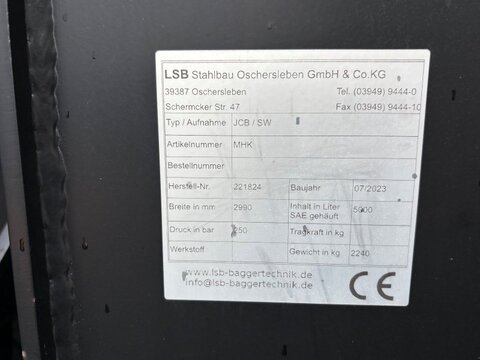 LSB Stahlbau Oschersleben GmbH & Co.KG
39387 Oschersleben Tel. (03949) 9444-0
Schermcker Str. 47 Fax (03949) 9444-10
Typ / Aufnahme JCB / SW
Artikelnummer MHK
Bestellnummer
Herstell-Nr. 221824 Baujahr 07/2023
Breite in mm 2990 Inhalt in Liter SAE gehäuft 5000
Druck in bar 250 Tragkraft in kg
Werkstoff Gewicht in kg 2240
www.lsb-baggertechnik.de
info@lsb-baggertechnik.de CE